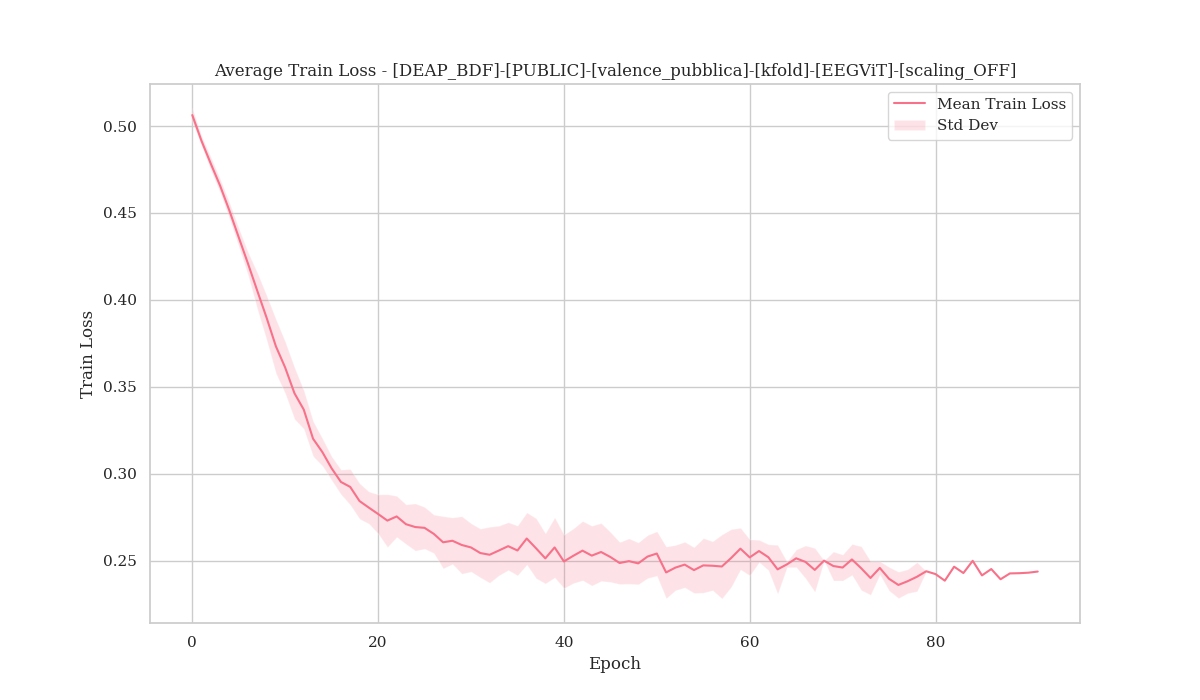 Average Train Loss - [DEAP_BDF]-[PUBLIC]-[valence_pubblica]-[kfold]-[EEGViT]-[scaling_OFF]
Mean Train Loss
Std Dev
0.50
0.45
0.40
0.35
0.30
0.25
Train Loss
0
20
40
60
80
Epoch